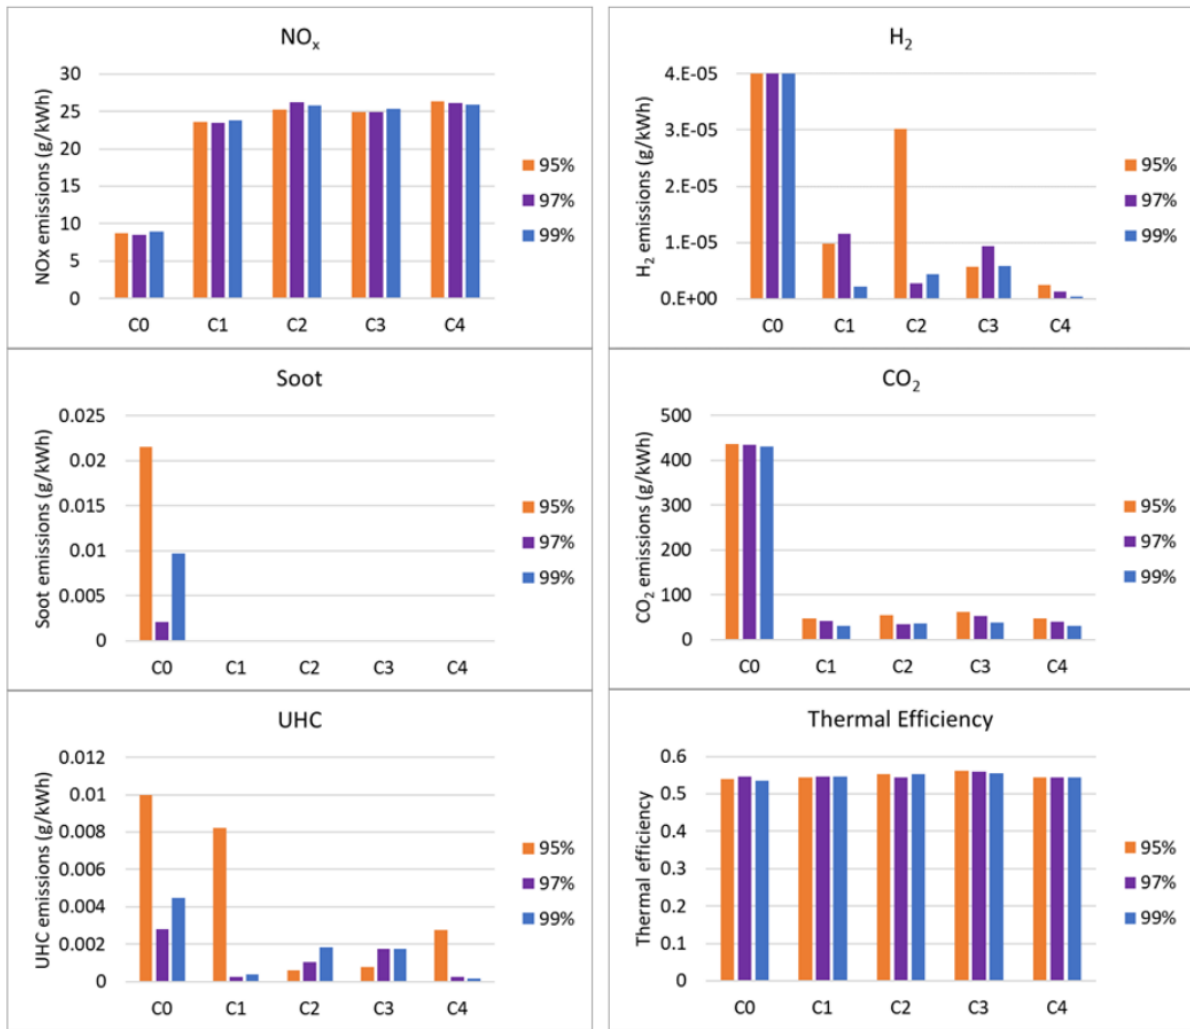 NOx
NOx emissions (g/kWh)
30
25
20
15
10
5
0
C0 C1 C2 C3 C4
95%
97%
99%
H2
H2 emissions (g/kWh)
4.E-05
3.E-05
2.E-05
1.E-05
0.E+00
C0 C1 C2 C3 C4
95%
97%
99%
Soot
Soot emissions (g/kWh)
0.025
0.02
0.015
0.01
0.005
0
C0 C1 C2 C3 C4
95%
97%
99%
CO2
CO2 emissions (g/kWh)
500
400
300
200
100
0
C0 C1 C2 C3 C4
95%
97%
99%
UHC
UHC emissions (g/kWh)
0.012
0.01
0.008
0.006
0.004
0.002
0
C0 C1 C2 C3 C4
95%
97%
99%
Thermal Efficiency
Thermal efficiency
0.6
0.5
0.4
0.3
0.2
0.1
0
C0 C1 C2 C3 C4
95%
97%
99%